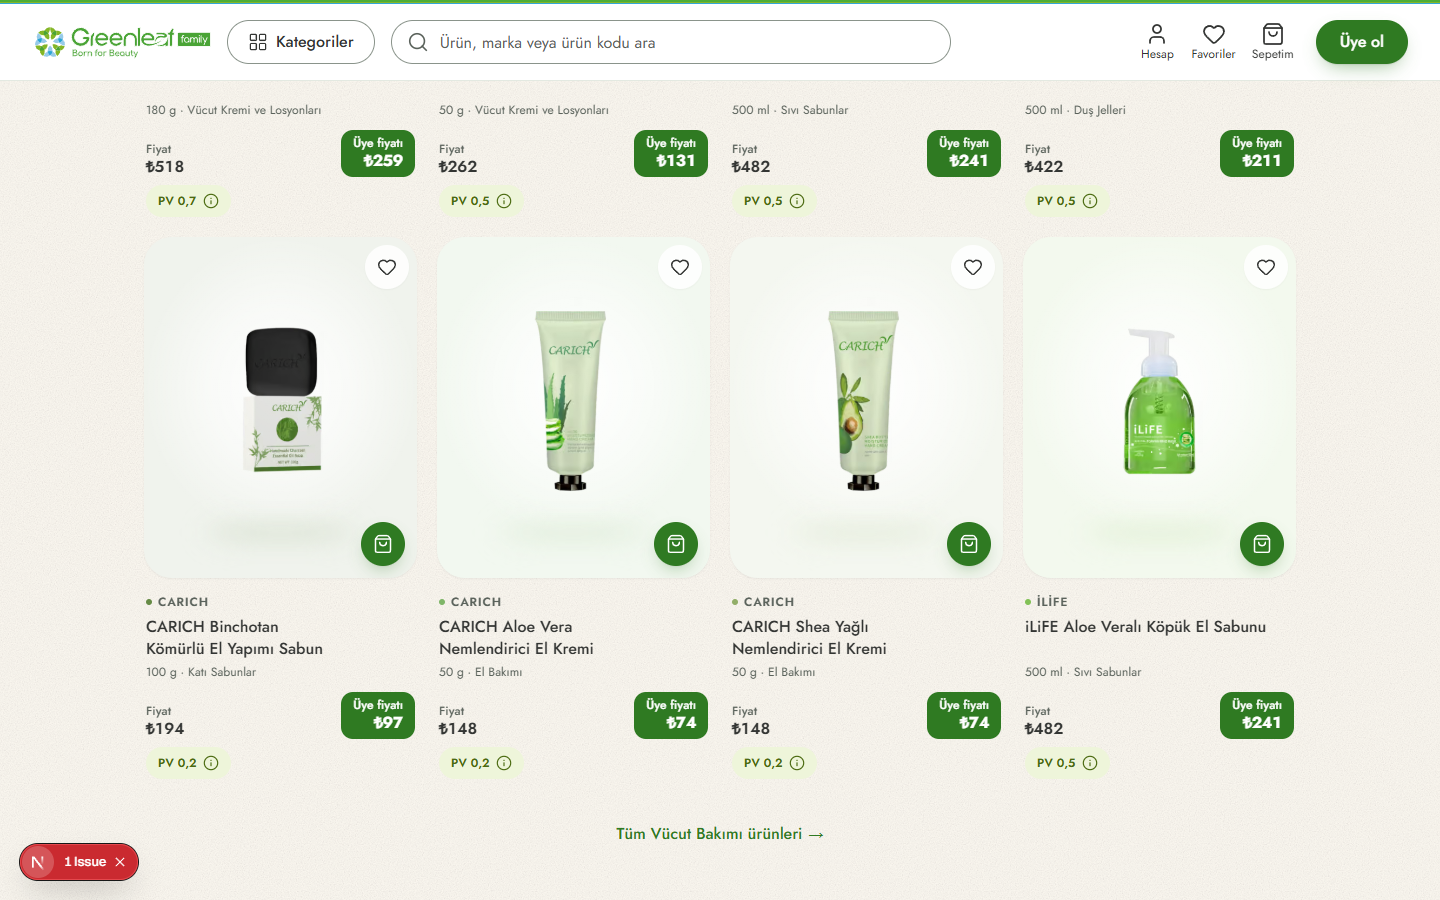 Greenleaf family
Born for Beauty
Kategoriler
Ürün, marka veya ürün kodu ara
Hesap
Favoriler
Sepetim
Üye ol
180 g · Vücut Kremi ve Losyonları
50 g · Vücut Kremi ve Losyonları
500 ml · Sıvı Sabunlar
500 ml · Duş Jelleri
Fiyat
₺518
Üye fiyatı
₺259
Fiyat
₺262
Üye fiyatı
₺131
Fiyat
₺482
Üye fiyatı
₺241
Fiyat
₺422
Üye fiyatı
₺211
PV 0,7
PV 0,5
PV 0,5
PV 0,5
CARICH
CARICH
CARICH
iLiFE
CARICH
CARICH
CARICH
İLİFE
CARICH Binchotan
Kömürlü El Yapımı Sabun
CARICH Aloe Vera
Nemlendirici El Kremi
CARICH Shea Yağlı
Nemlendirici El Kremi
iLiFE Aloe Veralı Köpük El Sabunu
100 g · Katı Sabunlar
50 g · El Bakımı
50 g · El Bakımı
500 ml · Sıvı Sabunlar
Fiyat
₺194
Üye fiyatı
₺97
Fiyat
₺148
Üye fiyatı
₺74
Fiyat
₺148
Üye fiyatı
₺74
Fiyat
₺482
Üye fiyatı
₺241
PV 0,2
PV 0,2
PV 0,2
PV 0,5
Tüm Vücut Bakımı ürünleri →
N 1 Issue